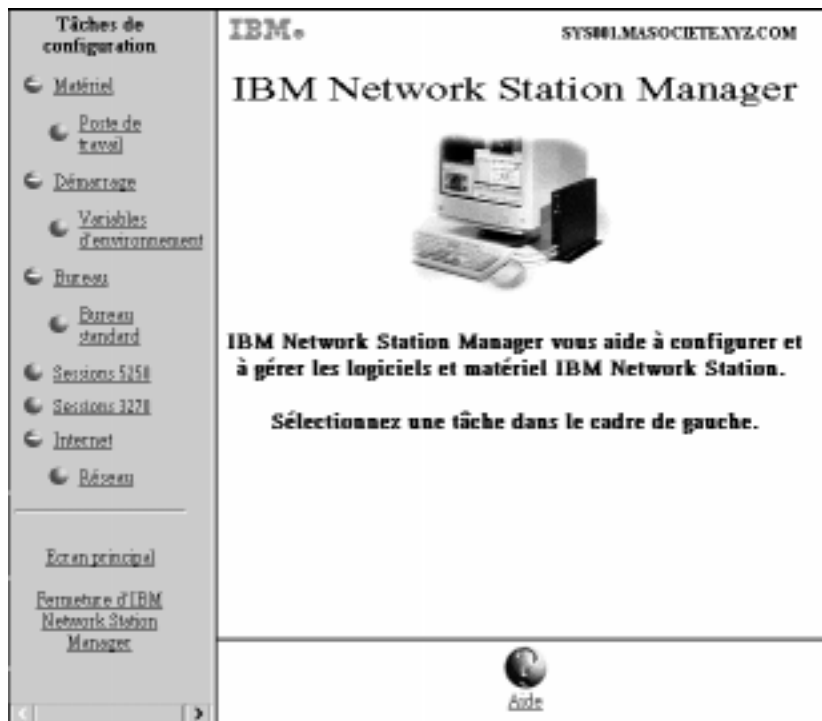 Tâches de
configuration
Matériel
Poste de
travail
Démarrage
Variables
d'environnement
Bureau
Bureau
standard
Sessions 5250
Sessions 3270
Internet
Réseau
Ecran principal
Fermeture d'IBM
Network Station
Manager
IBM®
SYS001.MASOCIETE.XYZ.COM
IBM Network Station Manager
IBM Network Station Manager vous aide à configurer et
à gérer les logiciels et matériel IBM Network Station.
Sélectionnez une tâche dans le cadre de gauche.
Aide